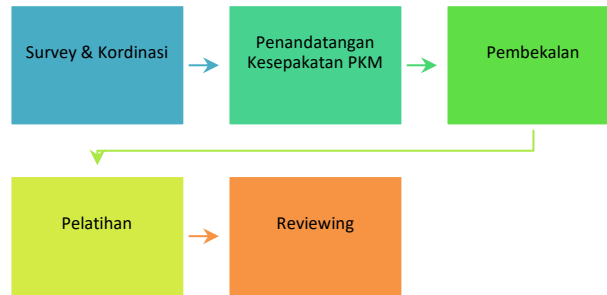 Survey & Kordinasi
Penandatangan
Kesepakatan PKM
Pembekalan
Pelatihan
Reviewing